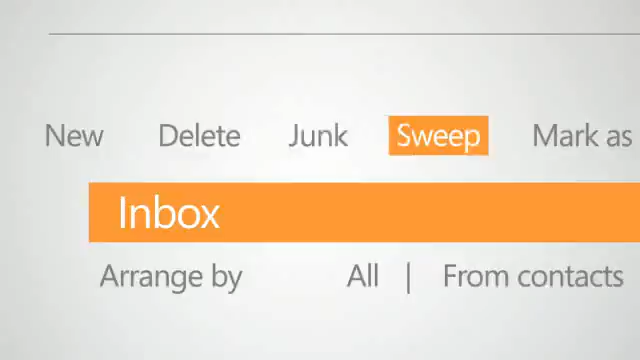 New Delete Junk Sweep Mark as
Inbox
Arrange by All | From contacts